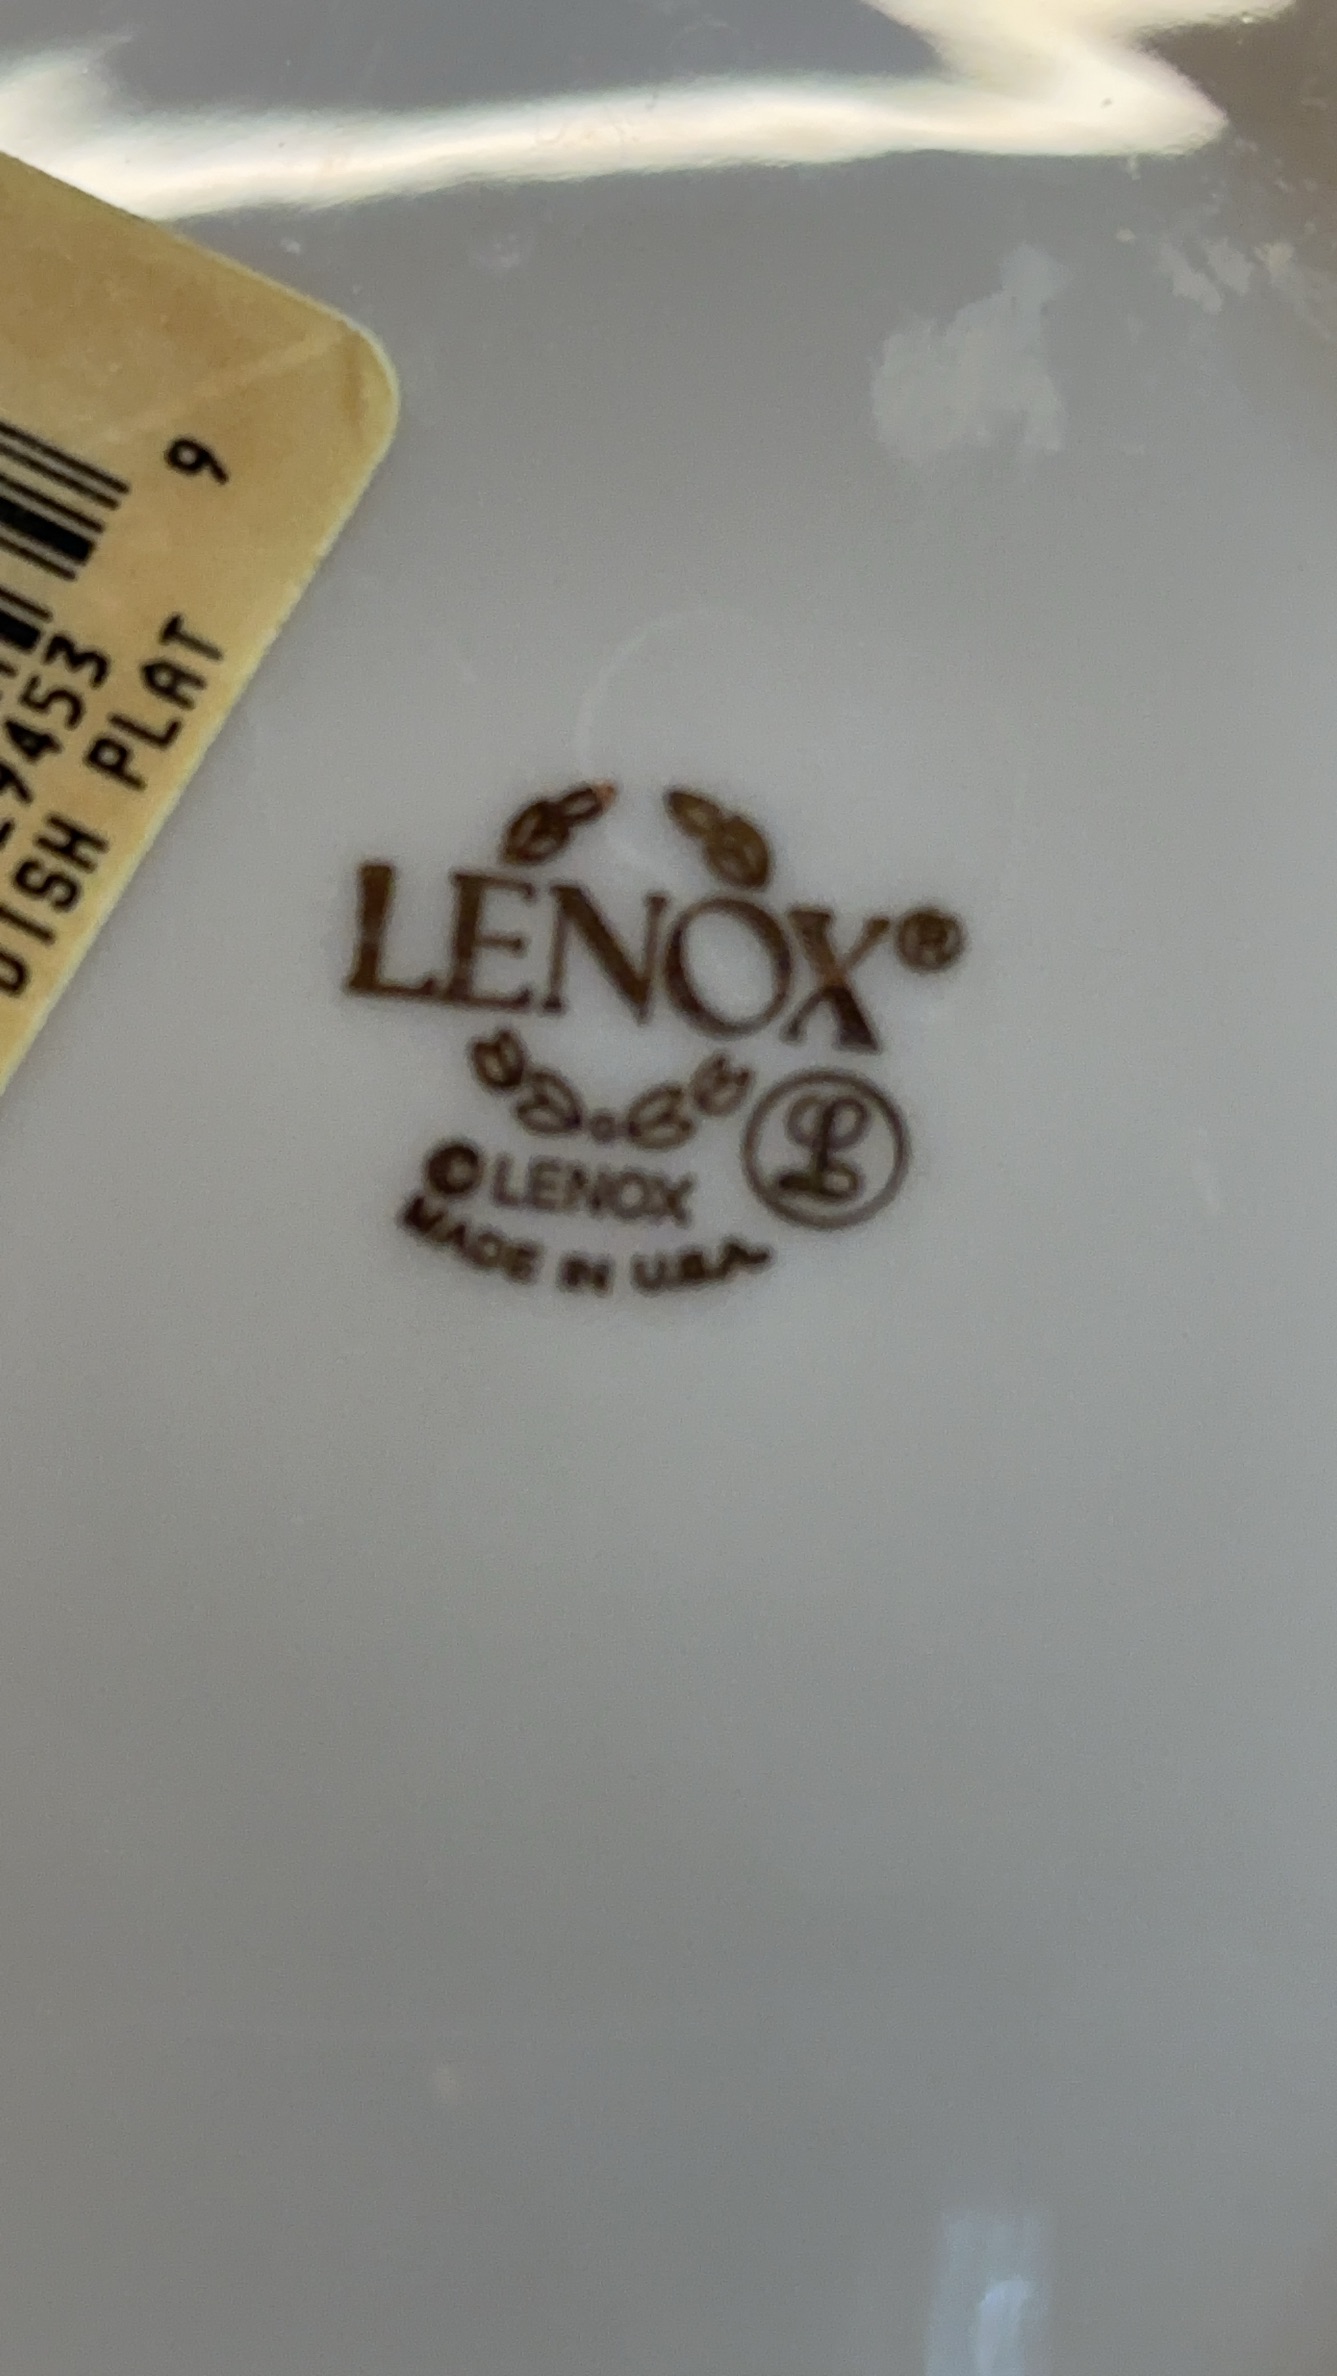 9
9453
DISH PLAT
LENOX®
L
© LENOX
MADE IN U.S.A.